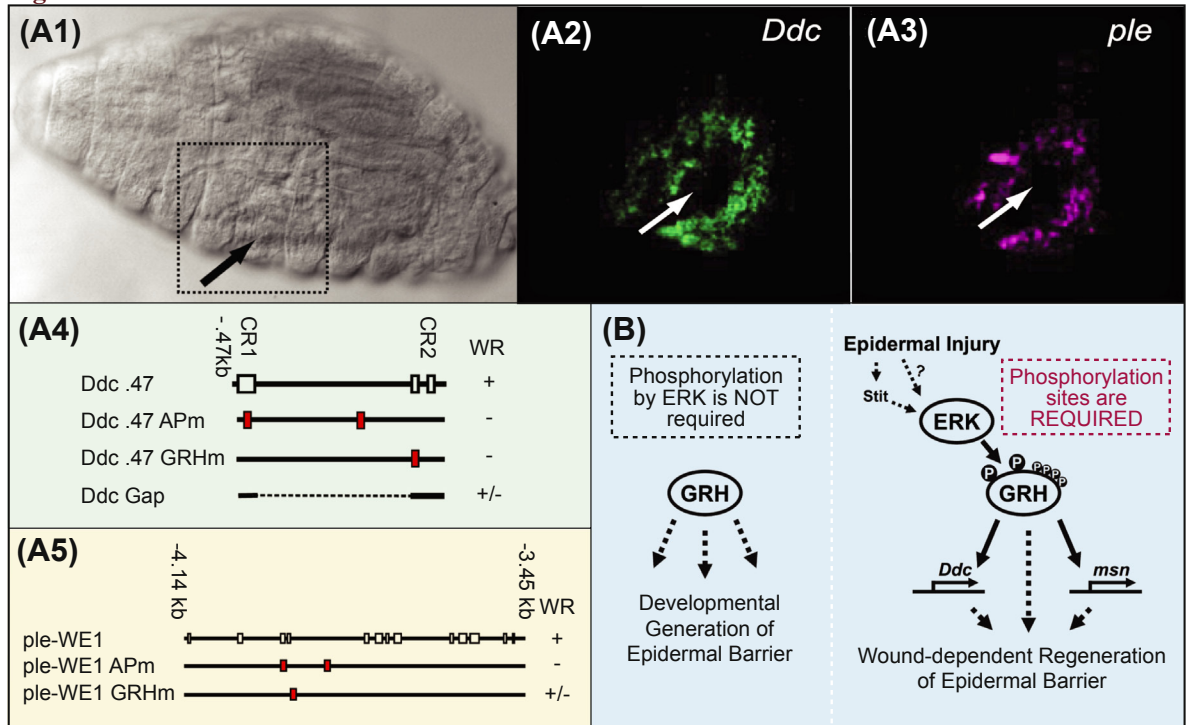 (A1)
(A2)
Ddc
(A3)
ple
(A4)
-.47kb
CR1
CR2
WR
Ddc .47
+
Ddc .47 APm
-
Ddc .47 GRHm
-
Ddc Gap
+/-
(A5)
-4.14 kb
-3.45 kb
WR
ple-WE1
+
ple-WE1 APm
-
ple-WE1 GRHm
+/-
(B)
Phosphorylation
by ERK is NOT
required
GRH
Developmental
Generation of
Epidermal Barrier
Epidermal Injury
?
Stit
ERK
Phosphorylation
sites are
REQUIRED
P P P P P P
GRH
Ddc
msn
Wound-dependent Regeneration
of Epidermal Barrier